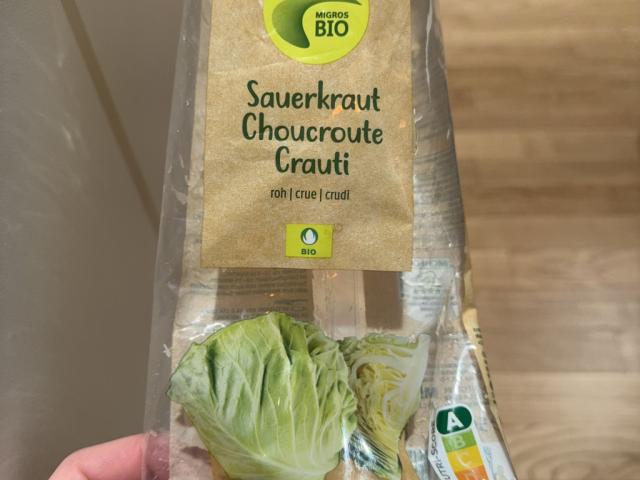 MIGROS
BIO
Sauerkraut
Choucroute
Crauti
roh | crue | crudi
BIO
A
B
C